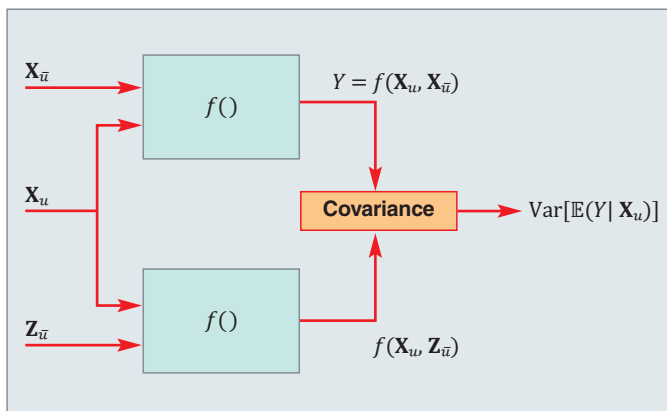 𝐗_ū
f()
Y = f(𝐗_u, 𝐗_ū)
𝐗_u
Covariance
Var[𝔼(Y| 𝐗_u)]
f()
𝐙_ū
f(𝐗_u, 𝐙_ū)